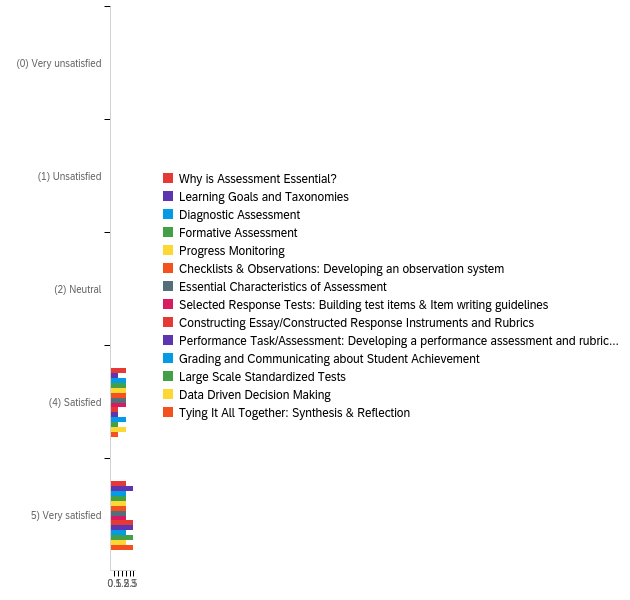 (0) Very unsatisfied
(1) Unsatisfied
(2) Neutral
(4) Satisfied
5) Very satisfied
Why is Assessment Essential?
Learning Goals and Taxonomies
Diagnostic Assessment
Formative Assessment
Progress Monitoring
Checklists & Observations: Developing an observation system
Essential Characteristics of Assessment
Selected Response Tests: Building test items & Item writing guidelines
Constructing Essay/Constructed Response Instruments and Rubrics
Performance Task/Assessment: Developing a performance assessment and rubric...
Grading and Communicating about Student Achievement
Large Scale Standardized Tests
Data Driven Decision Making
Tying It All Together: Synthesis & Reflection